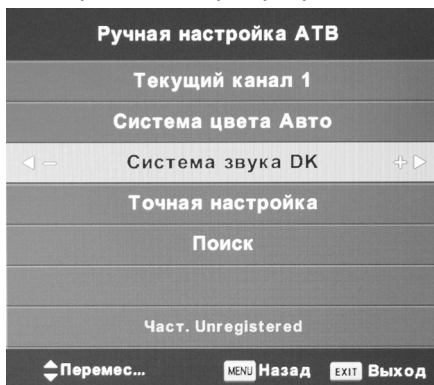 Ручная настройка АТВ
Текущий канал 1
Система цвета Авто
– Система звука DK +
Точная настройка
Поиск
Част. Unregistered
Перемес... MENU Назад EXIT Выход